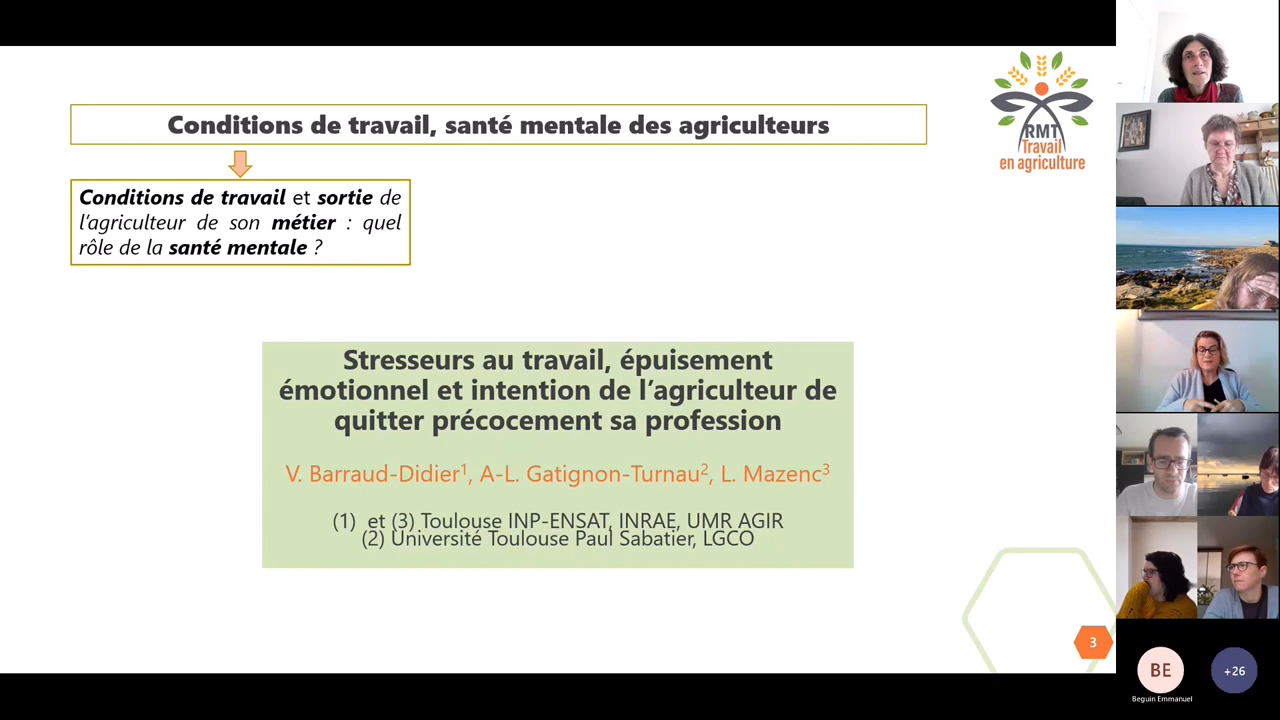 Conditions de travail, santé mentale des agriculteurs
RMT
Travail
en agriculture
Conditions de travail et sortie de
l'agriculteur de son métier : quel
rôle de la santé mentale ?
Stresseurs au travail, épuisement
émotionnel et intention de l'agriculteur de
quitter précocement sa profession
V. Barraud-Didier¹, A-L. Gatignon-Turnau², L. Mazenc³
(1) et (3) Toulouse INP-ENSAT, INRAE, UMR AGIR
(2) Université Toulouse Paul Sabatier, LGCO
3
BE
Beguin Emmanuel
+26